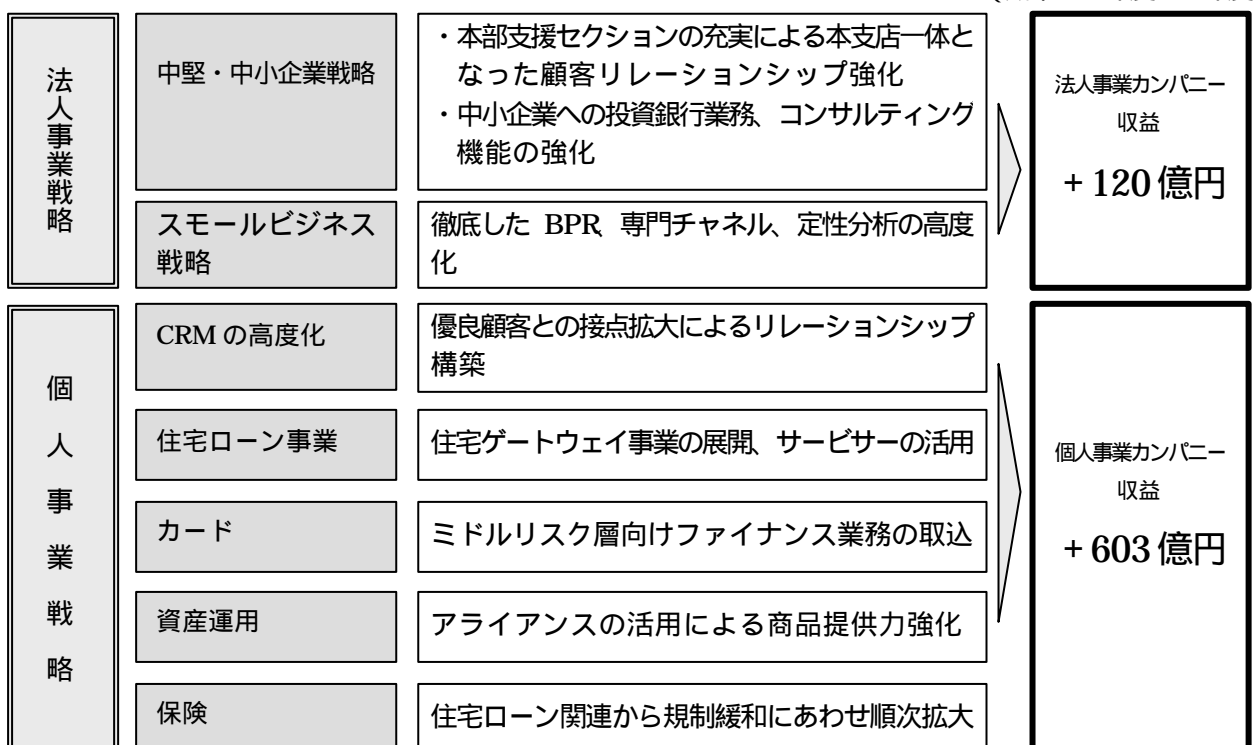 法人事業戦略
中堅・中小企業戦略
・本部支援セクションの充実による本支店一体と
なった顧客リレーションシップ強化
・中小企業への投資銀行業務、コンサルティング
機能の強化
スモールビジネス
戦略
徹底した BPR、専門チャネル、定性分析の高度
化
法人事業カンパニー
収益
+120 億円
個人事業戦略
CRM の高度化
優良顧客との接点拡大によるリレーションシップ
構築
住宅ローン事業
住宅ゲートウェイ事業の展開、サービサーの活用
カード
ミドルリスク層向けファイナンス業務の取込
資産運用
アライアンスの活用による商品提供力強化
保険
住宅ローン関連から規制緩和にあわせ順次拡大
個人事業カンパニー
収益
+603 億円